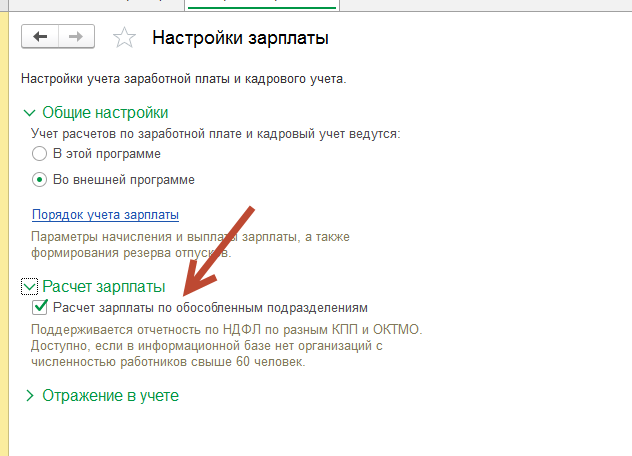 Настройки зарплаты
Настройки учета заработной платы и кадрового учета.
Общие настройки
Учет расчетов по заработной плате и кадровый учет ведутся:
В этой программе
Во внешней программе
Порядок учета зарплаты
Параметры начисления и выплаты зарплаты, а также
формирования резерва отпусков.
Расчет зарплаты
Расчет зарплаты по обособленным подразделениям
Поддерживается отчетность по НДФЛ по разным КПП и ОКТМО.
Доступно, если в информационной базе нет организаций с
численностью работников свыше 60 человек.
Отражение в учете